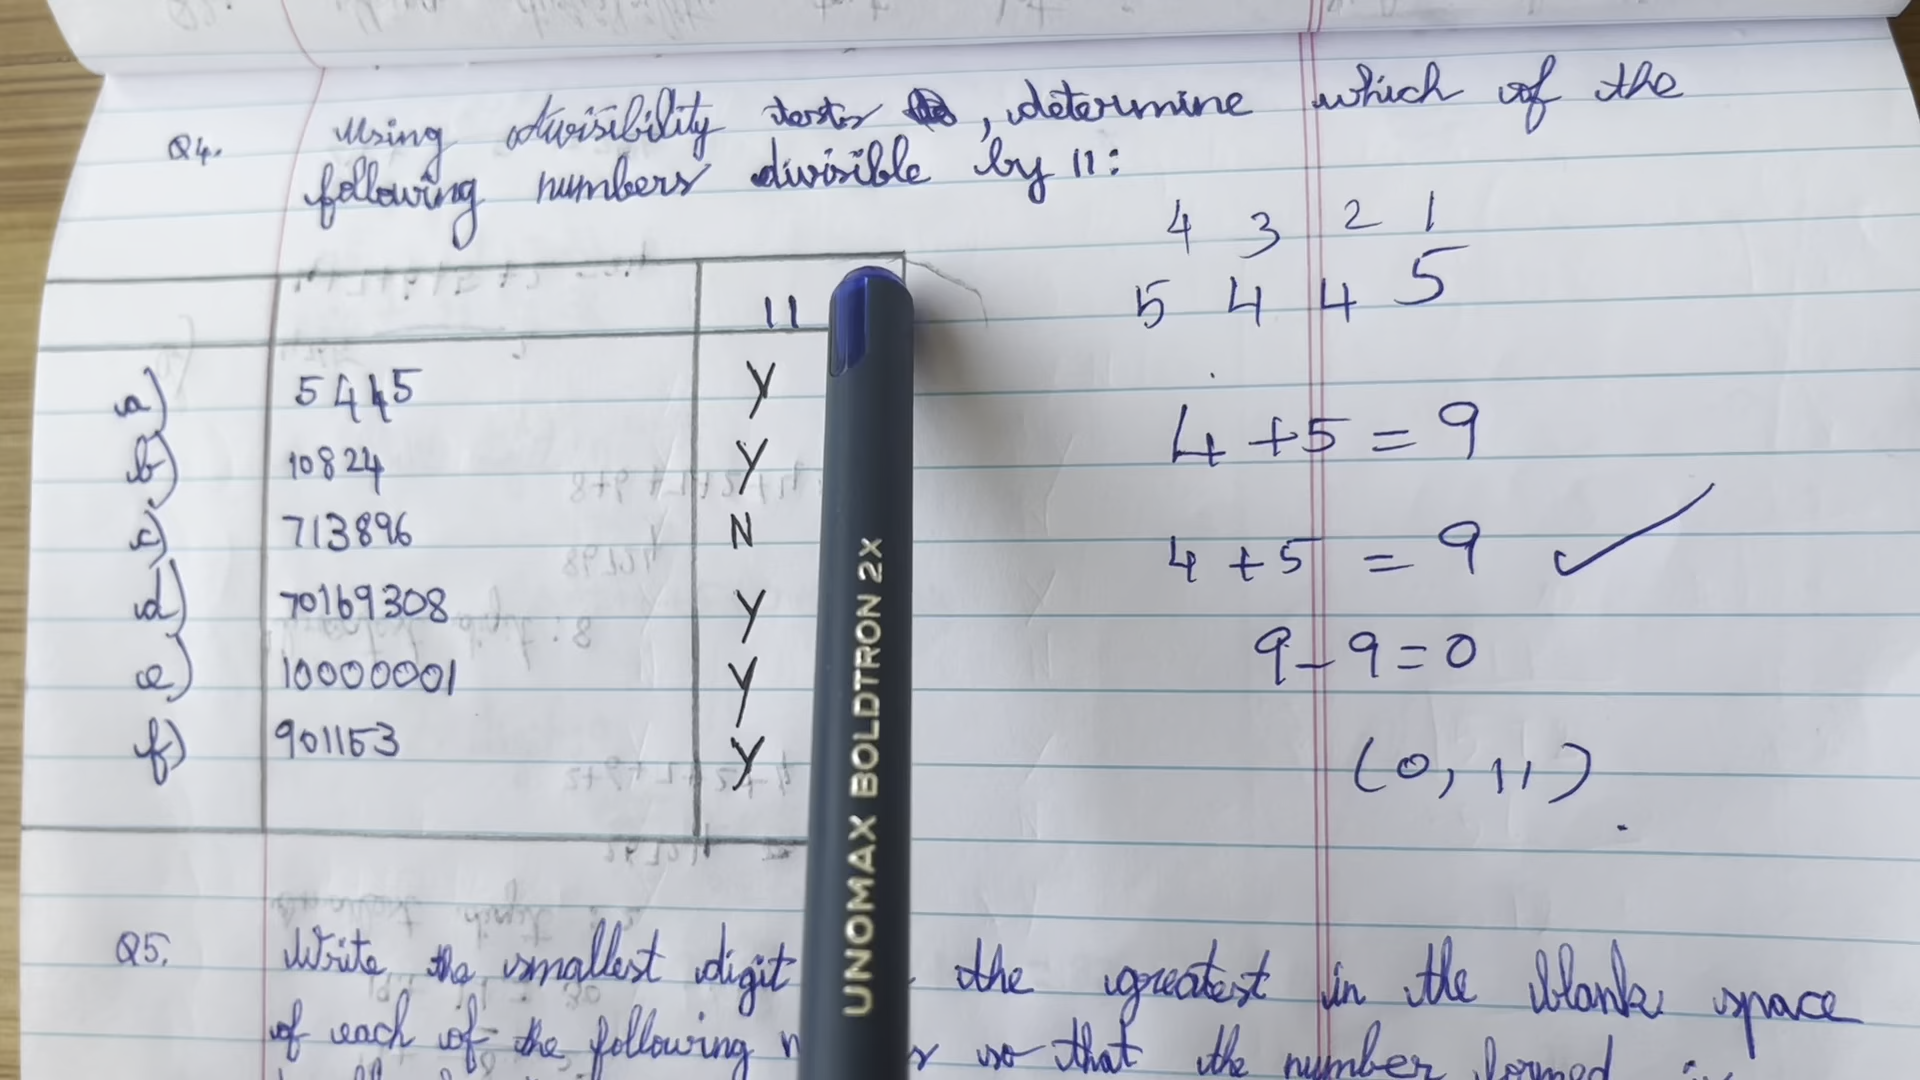 Q4. Using divisibility tests , determine which of the
following numbers divisible by 11:
11
a) 5445 Y
b) 10824 Y
c) 713896 N
d) 70169308 Y
e) 10000001 Y
f) 901153 Y
4 3 2 1
5 4 4 5
4 + 5 = 9
4 + 5 = 9
9 - 9 = 0
(0, 11)
UNOMAX BOLDTRON 2X
Q5. Write the smallest digit the greatest in the blank space
of each of the following so that the number formed